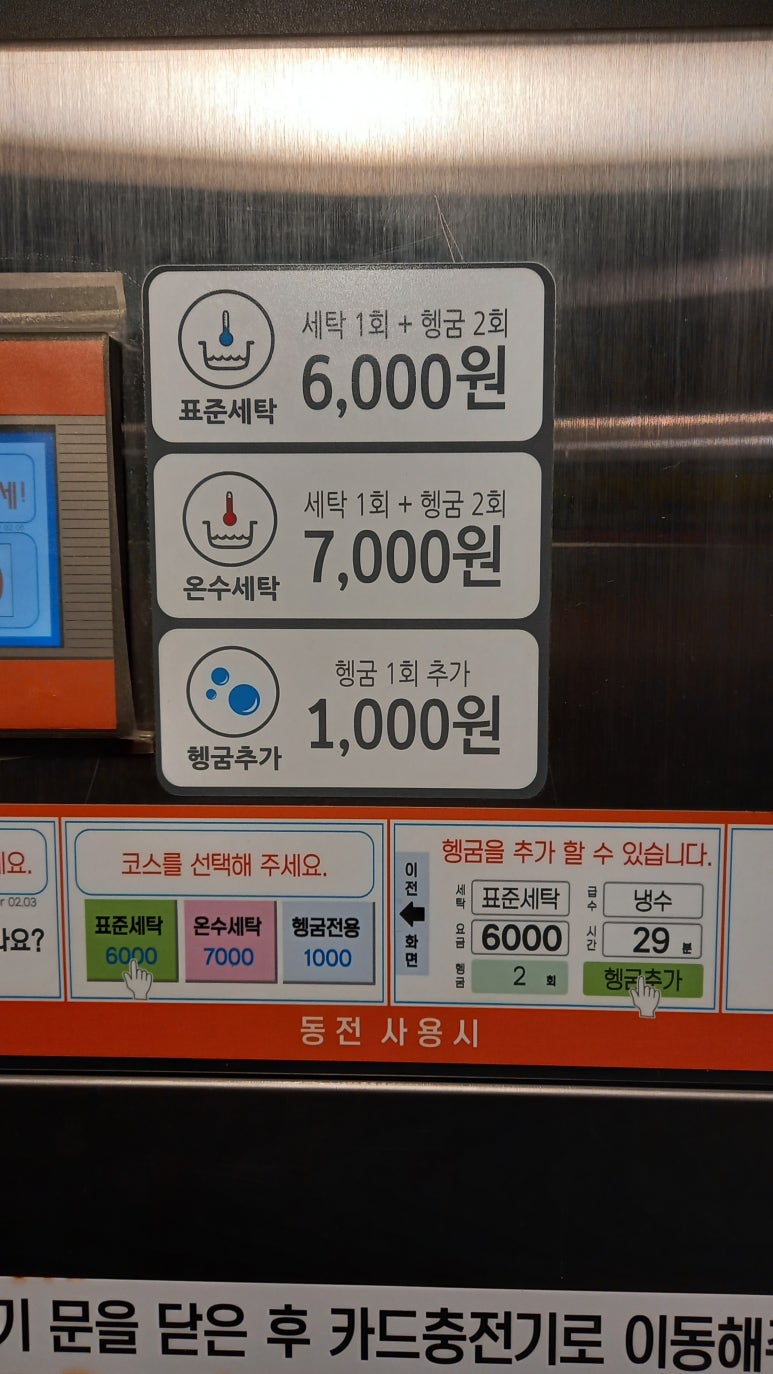 세탁 1회 + 헹굼 2회
6,000원
표준세탁
세탁 1회 + 헹굼 2회
7,000원
온수세탁
헹굼 1회 추가
1,000원
헹굼추가
세!
요.
r 02.03
나요?
코스를 선택해 주세요.
표준세탁
6000
온수세탁
7000
헹굼전용
1000
이전
화면
헹굼을 추가 할 수 있습니다.
세탁 표준세탁 급수 냉수
요금 6000 시간 29 분
헹굼 2 회 헹굼추가
동전 사용시
기 문을 닫은 후 카드충전기로 이동해